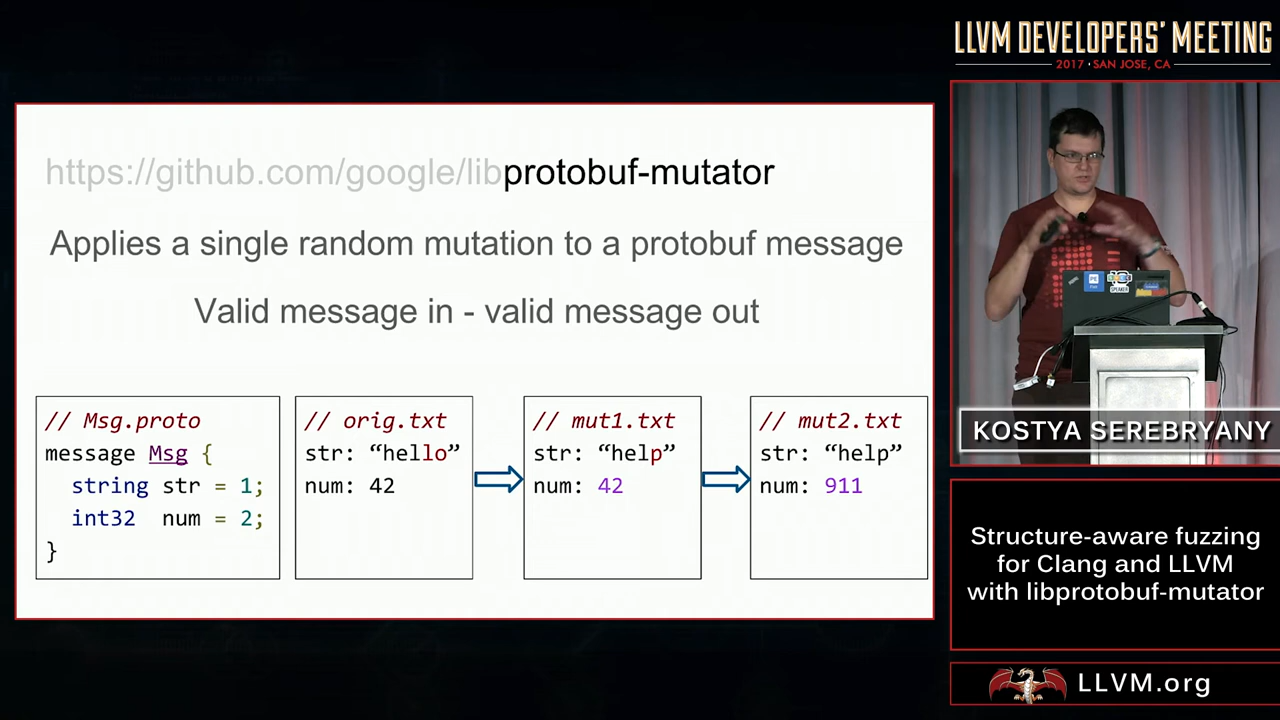 LLVM DEVELOPERS' MEETING
2017 · SAN JOSE, CA
https://github.com/google/libprotobuf-mutator
Applies a single random mutation to a protobuf message
Valid message in - valid message out
// Msg.proto
message Msg {
string str = 1;
int32 num = 2;
}
// orig.txt
str: “hello”
num: 42
// mut1.txt
str: “help”
num: 42
// mut2.txt
str: “help”
num: 911
SPEAKER
KOSTYA SEREBRYANY
Structure-aware fuzzing
for Clang and LLVM
with libprotobuf-mutator
LLVM.org